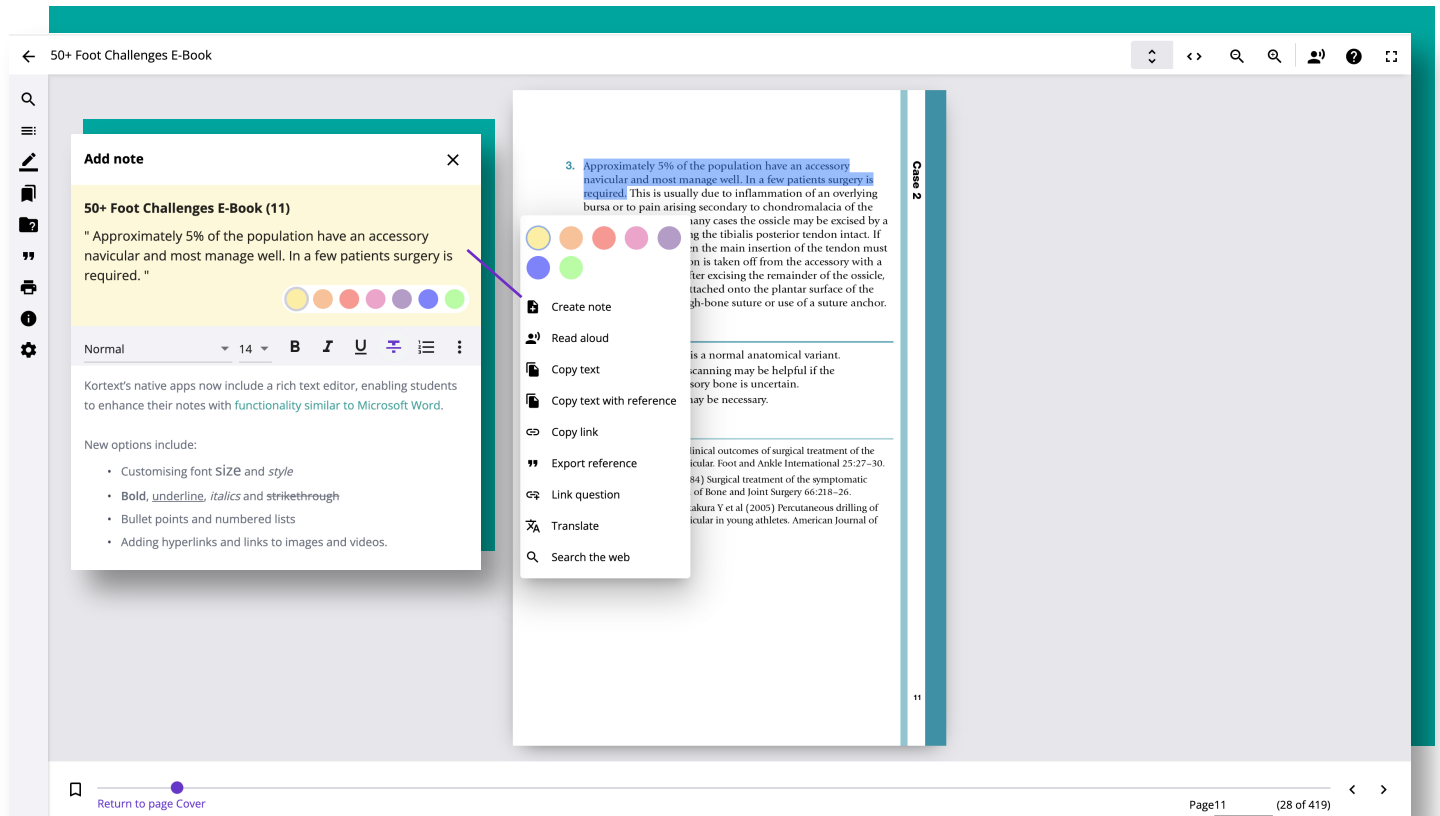 50+ Foot Challenges E-Book
Add note
50+ Foot Challenges E-Book (11)
" Approximately 5% of the population have an accessory
navicular and most manage well. In a few patients surgery is
required. "
Normal
14
B I U
Kortext's native apps now include a rich text editor, enabling students
to enhance their notes with functionality similar to Microsoft Word.
New options include:
• Customising font size and style
• Bold, underline, italics and strikethrough
• Bullet points and numbered lists
• Adding hyperlinks and links to images and videos.
Create note
Read aloud
Copy text
Copy text with reference
Copy link
Export reference
Link question
Translate
Search the web
3. Approximately 5% of the population have an accessory
navicular and most manage well. In a few patients surgery is
required. This is usually due to inflammation of an overlying
bursa or to pain arising secondary to chondromalacia of the
many cases the ossicle may be excised by a
the tibialis posterior tendon intact. If
the main insertion of the tendon must
is taken off from the accessory with a
excising the remainder of the ossicle,
onto the plantar surface of the
suture or use of a suture anchor.
is a normal anatomical variant.
scanning may be helpful if the
bone is uncertain.
may be necessary.
clinical outcomes of surgical treatment of the
Foot and Ankle International 25:27–30.
84) Surgical treatment of the symptomatic
of Bone and Joint Surgery 66:218–26.
Y et al (2005) Percutaneous drilling of
in young athletes. American Journal of
Case 2
11
Return to page Cover
Page11
(28 of 419)